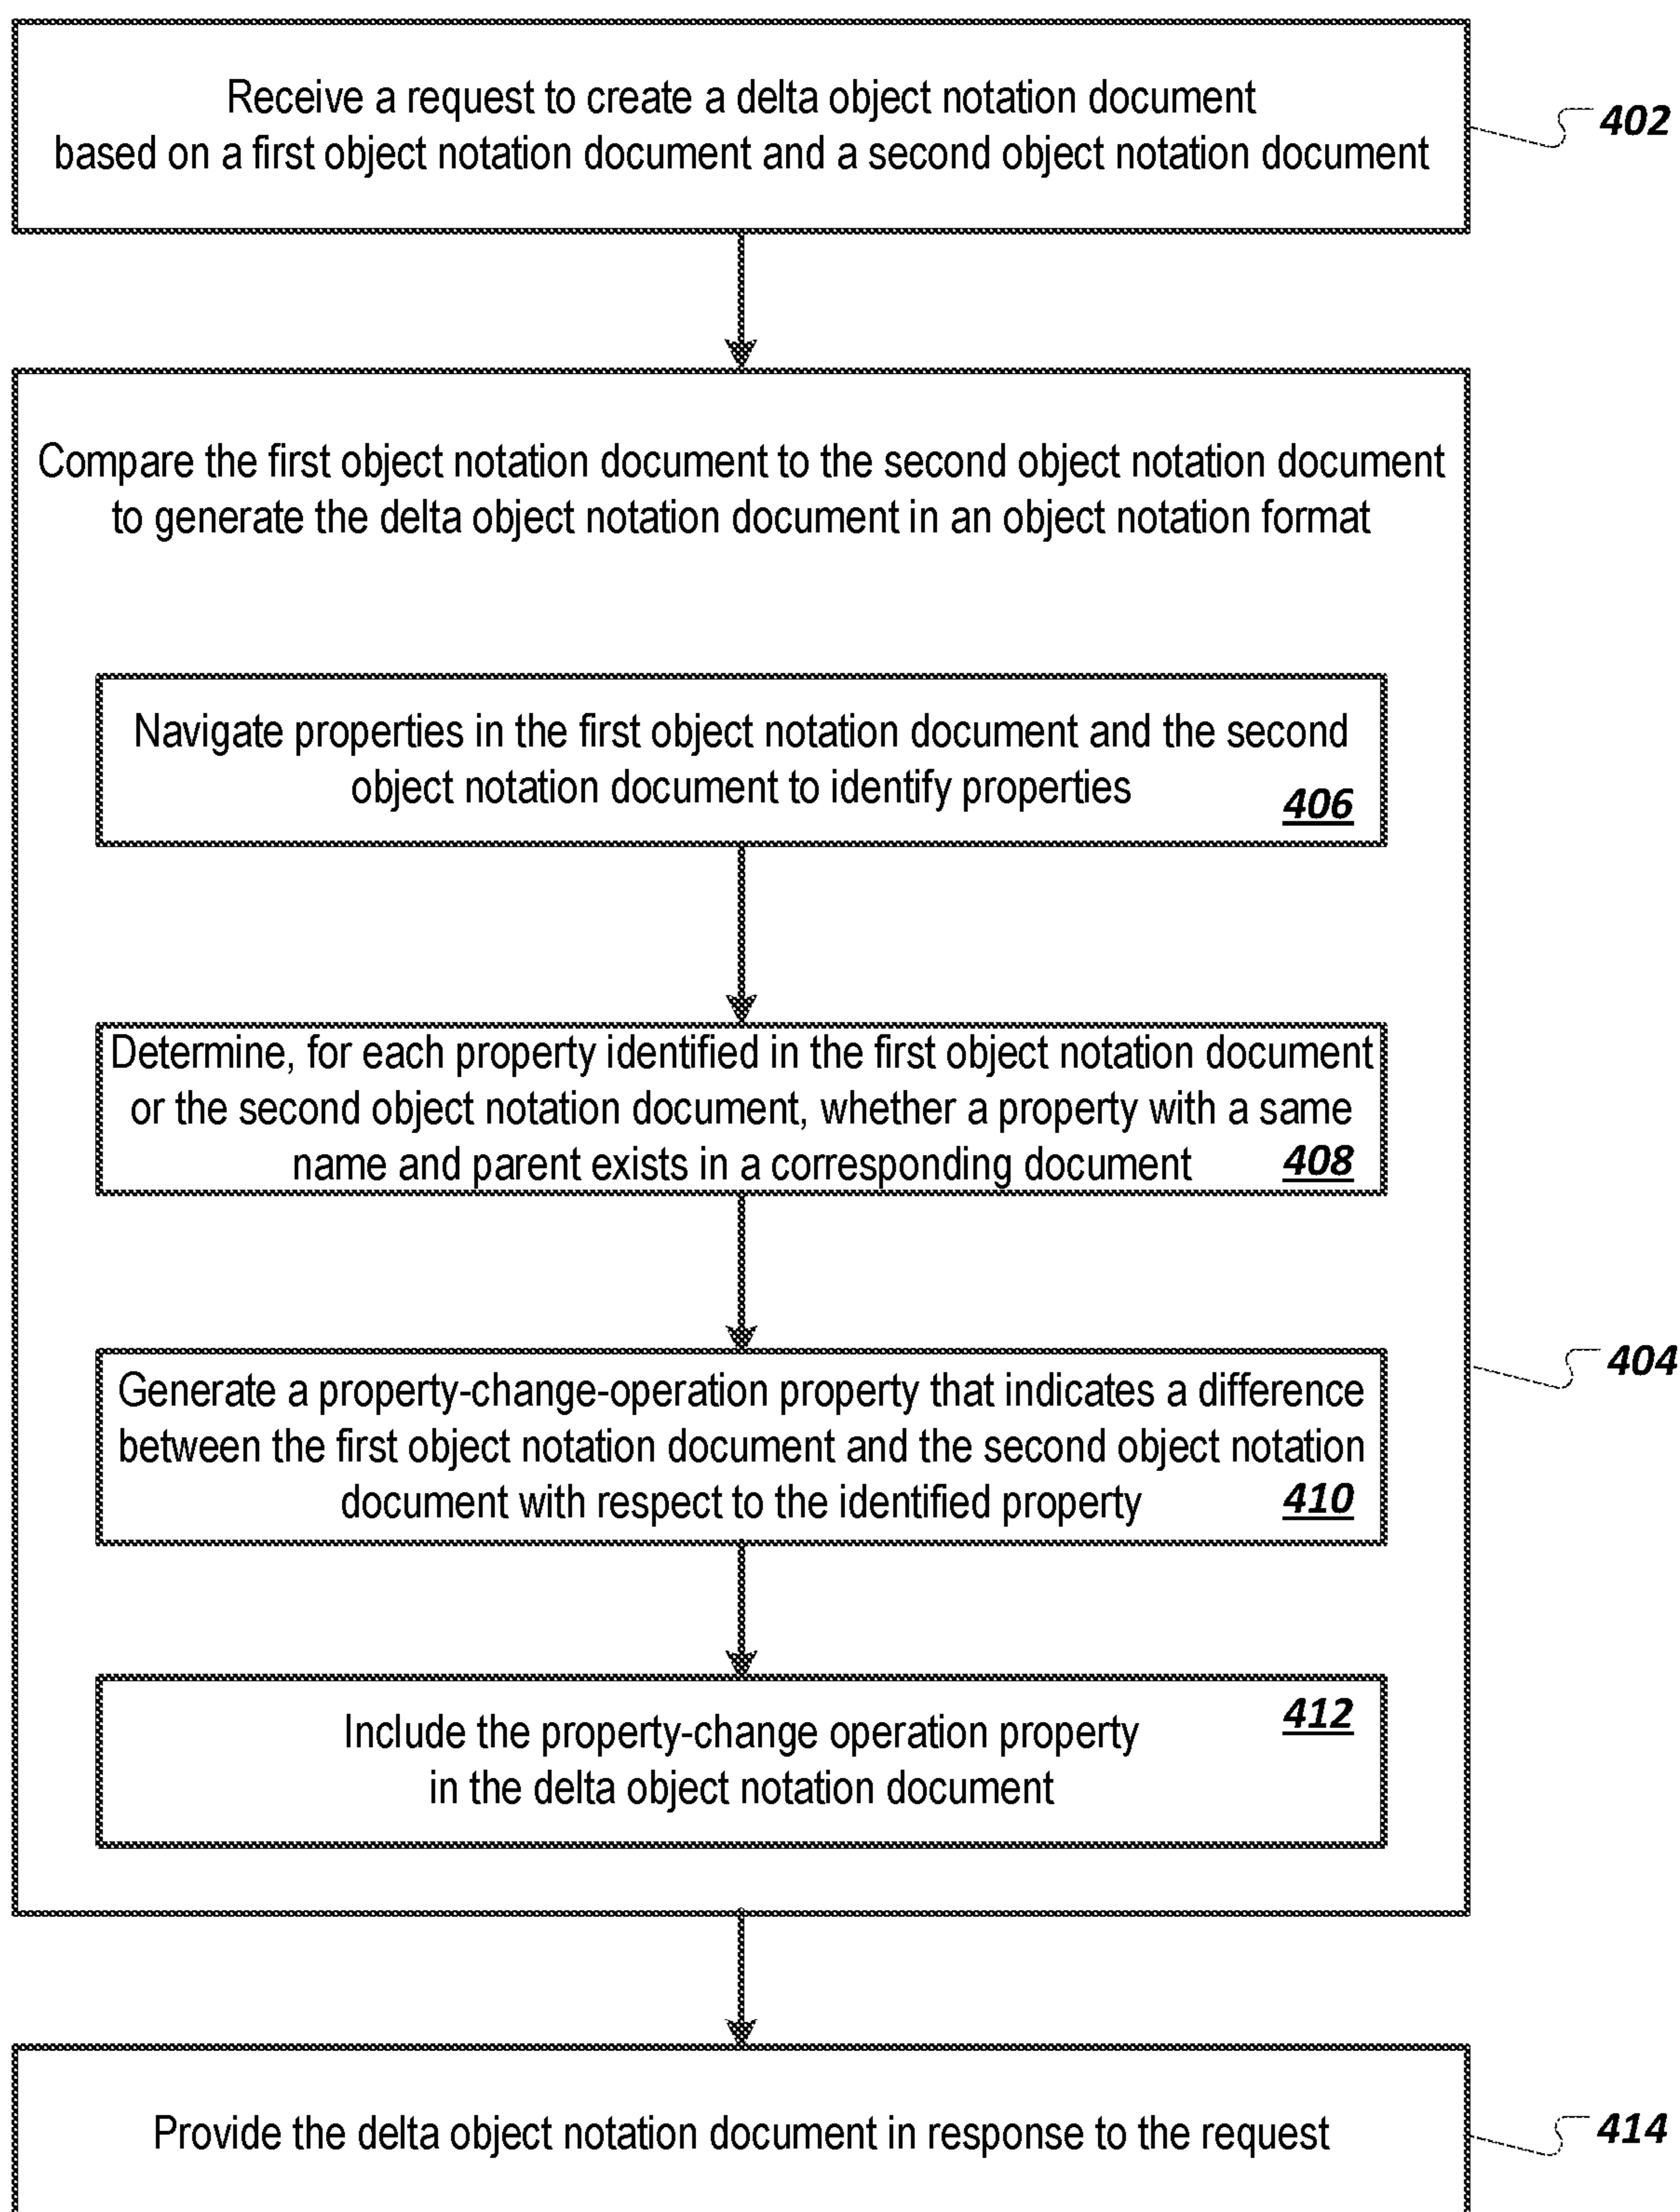 Receive a request to create a delta object notation document
based on a first object notation document and a second object notation document
402
Compare the first object notation document to the second object notation document
to generate the delta object notation document in an object notation format
Navigate properties in the first object notation document and the second
object notation document to identify properties
406
Determine, for each property identified in the first object notation document
or the second object notation document, whether a property with a same
name and parent exists in a corresponding document
408
404
Generate a property-change-operation property that indicates a difference
between the first object notation document and the second object notation
document with respect to the identified property
410
Include the property-change operation property
in the delta object notation document
412
Provide the delta object notation document in response to the request
414